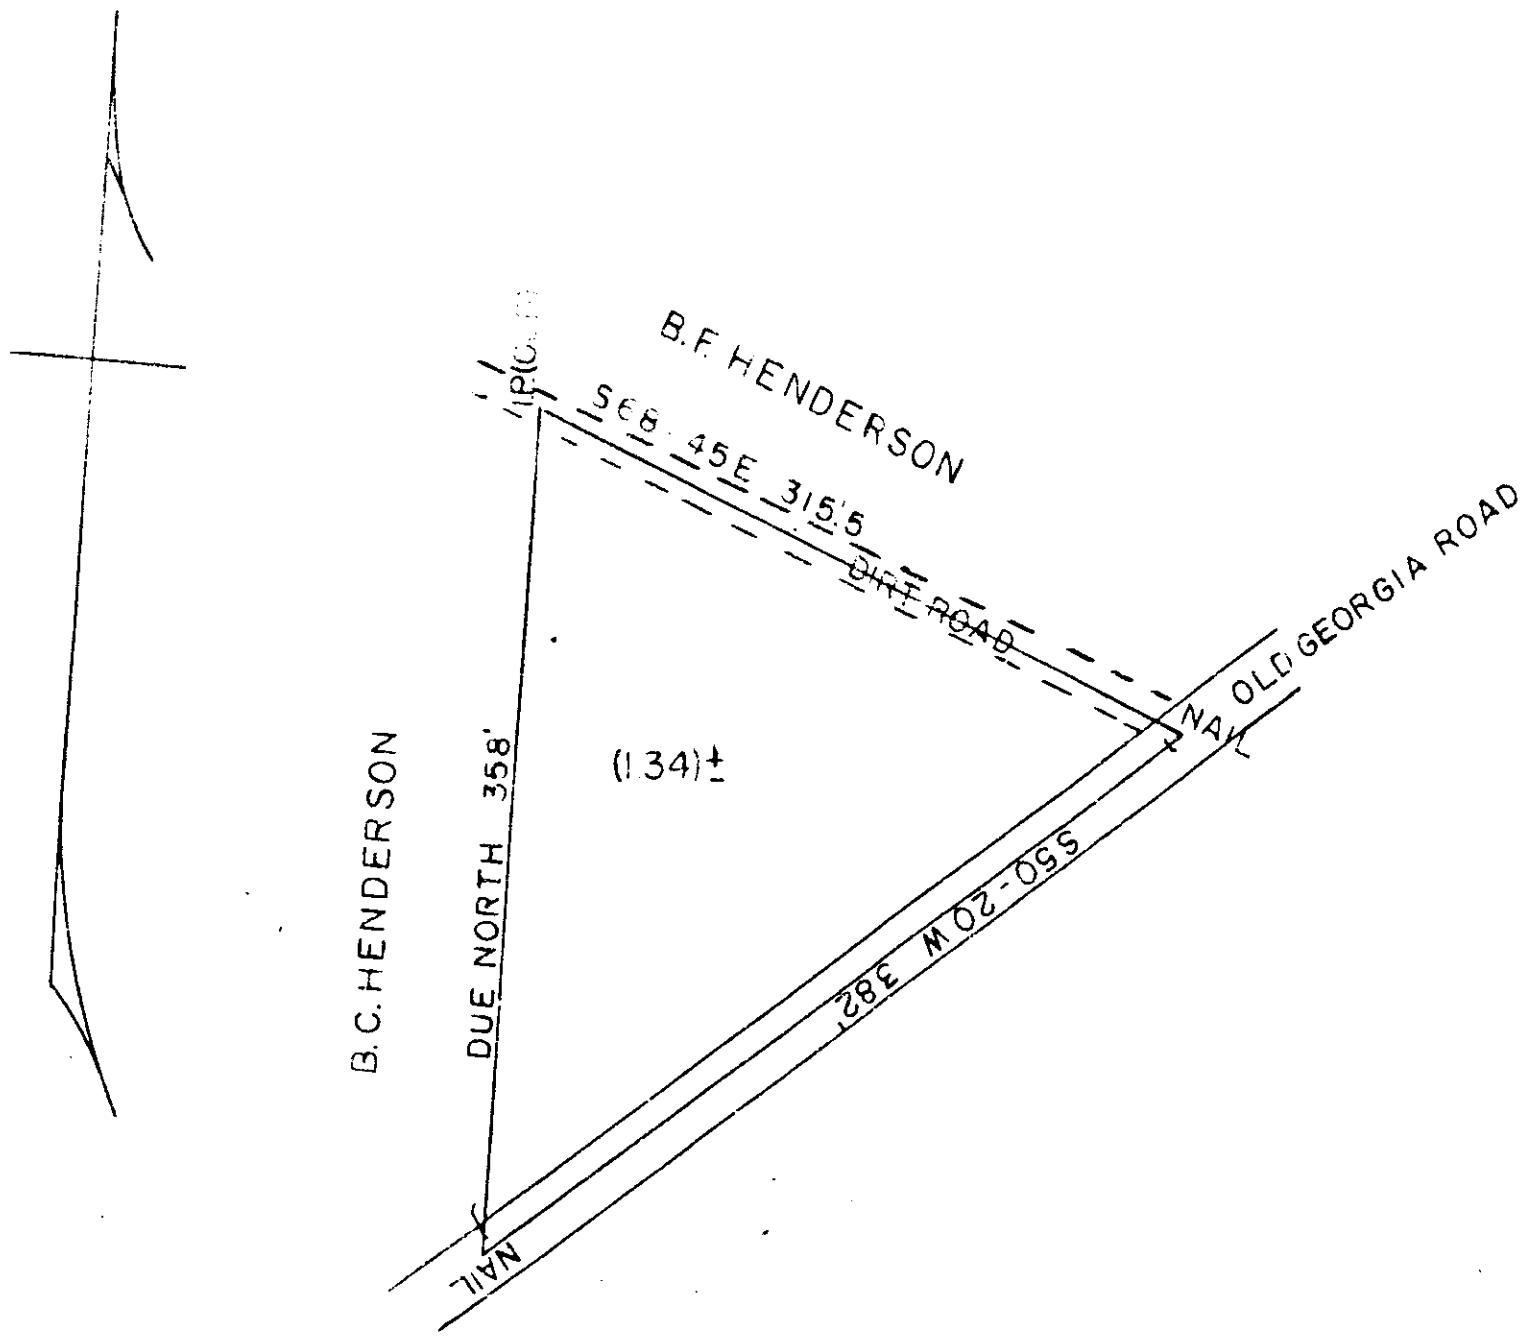 B.F. HENDERSON
S68 45E 315.'5
DIRT ROAD
OLD GEORGIA ROAD
NAIL
(1.34)±
B.C. HENDERSON
DUE NORTH 358'
S50-20W 382'
NAIL